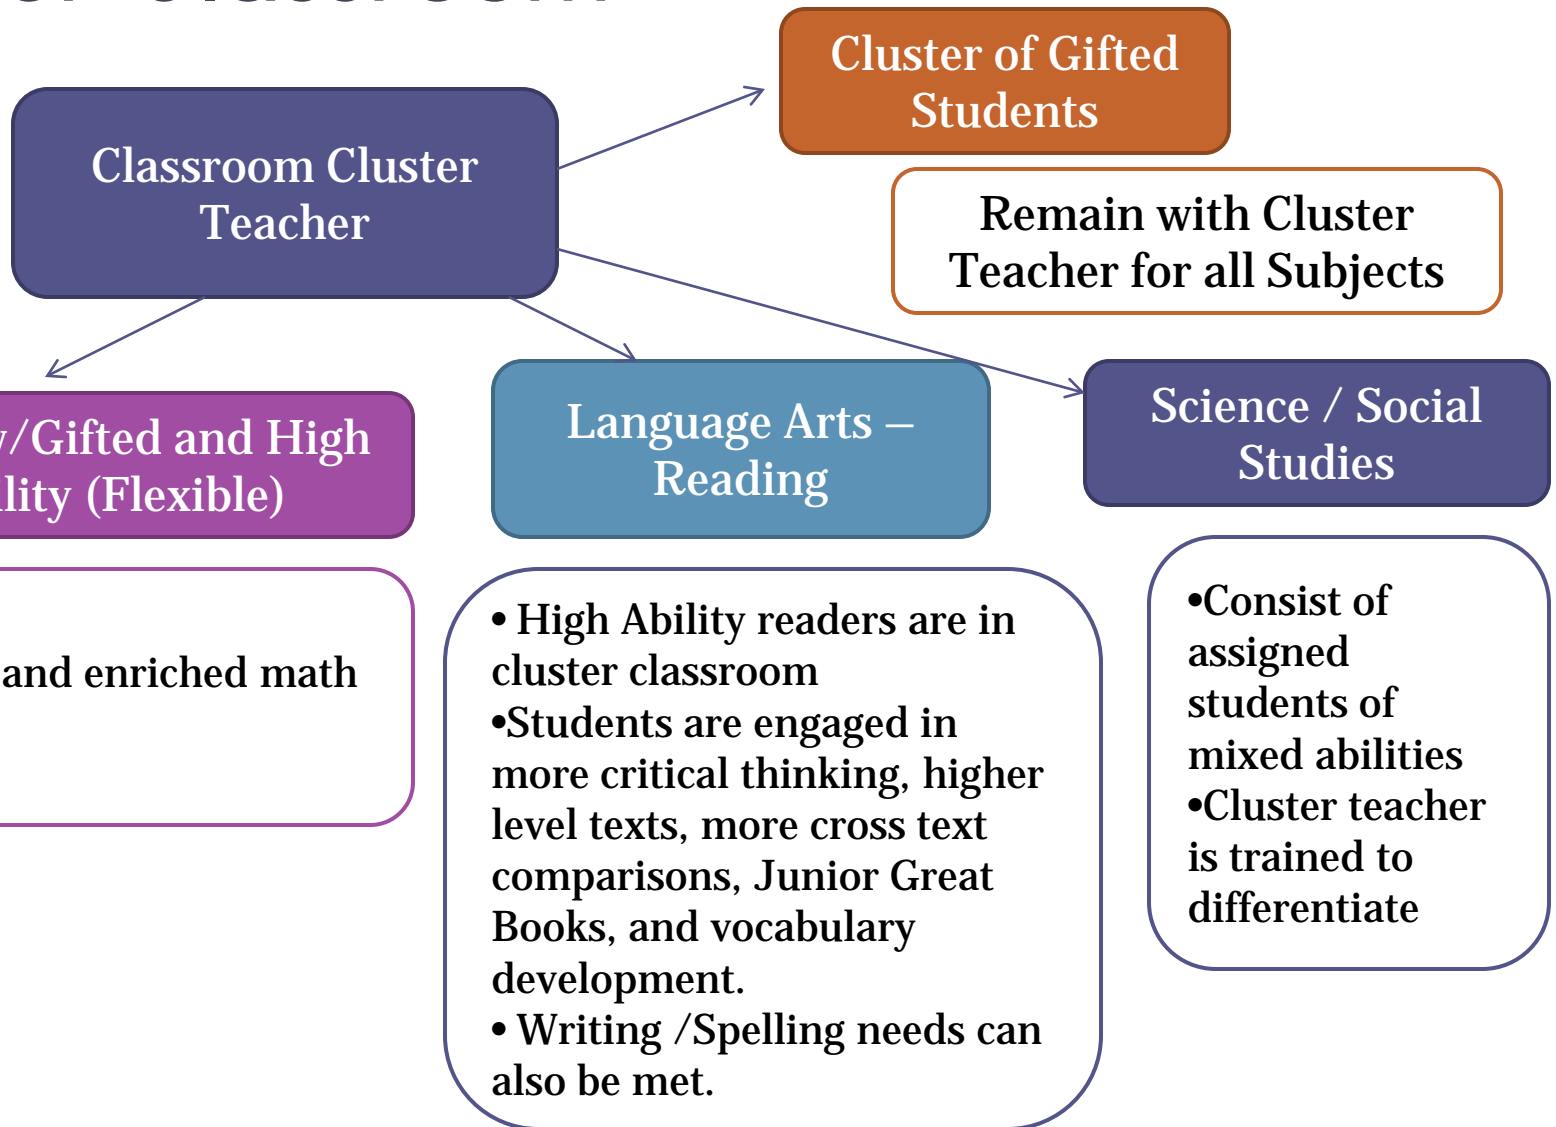 Cluster of Gifted
Students
Classroom Cluster
Teacher
Remain with Cluster
Teacher for all Subjects
/Gifted and High
(Flexible)
and enriched math
Language Arts –
Reading
• High Ability readers are in
cluster classroom
•Students are engaged in
more critical thinking, higher
level texts, more cross text
comparisons, Junior Great
Books, and vocabulary
development.
• Writing /Spelling needs can
also be met.
Science / Social
Studies
•Consist of
assigned
students of
mixed abilities
•Cluster teacher
is trained to
differentiate